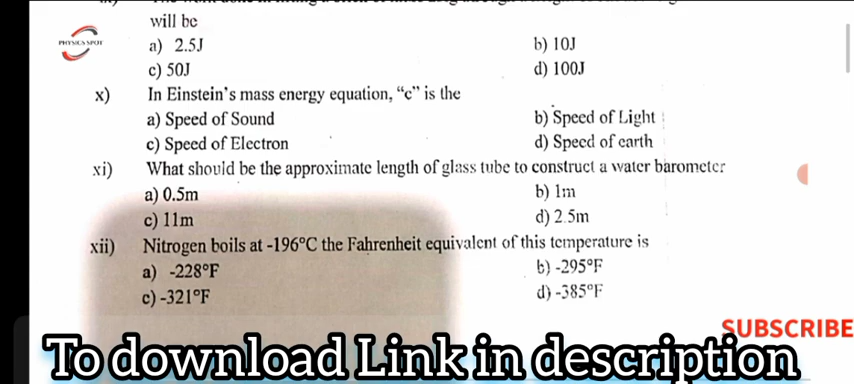 will be
PHYSICS SPOT
a) 2.5J b) 10J
c) 50J d) 100J
x) In Einstein's mass energy equation, "c" is the
a) Speed of Sound b) Speed of Light
c) Speed of Electron d) Speed of earth
xi) What should be the approximate length of glass tube to construct a water barometer
a) 0.5m b) 1m
c) 11m d) 2.5m
xii) Nitrogen boils at -196°C the Fahrenheit equivalent of this temperature is
a) -228°F b) -295°F
c) -321°F d) -385°F
SUBSCRIBE
To download Link in description